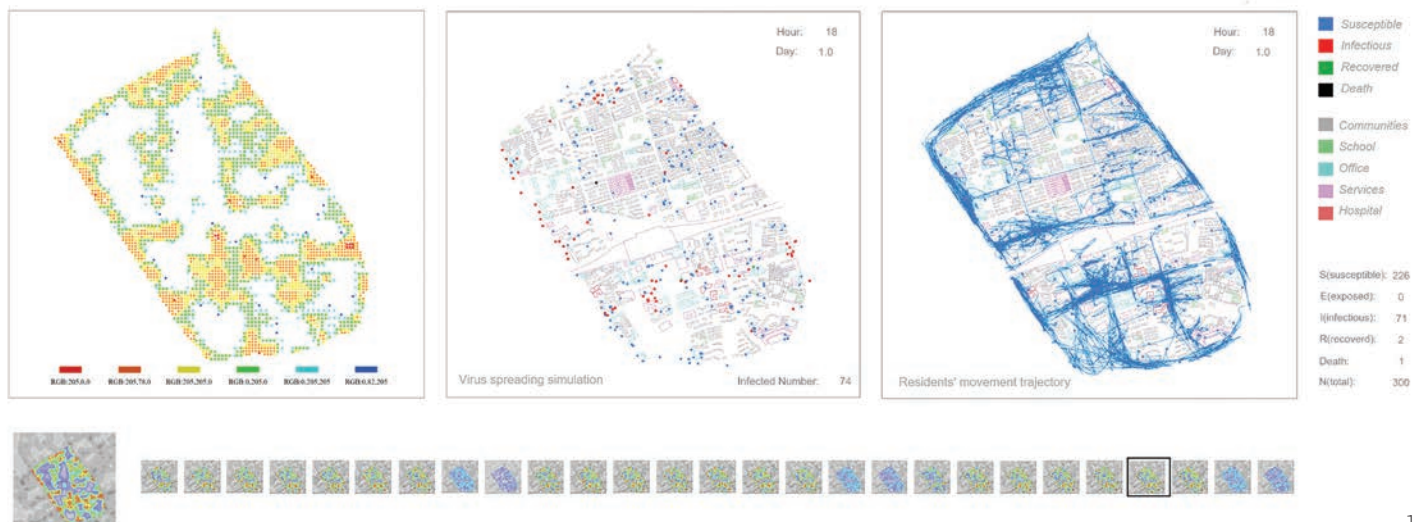 RGB:205,0,0
RGB:205,78,0
RGB:205,205,0
RGB:0,205,0
RGB:0,205,205
RGB:0,82,205
Hour: 18
Day: 1.0
Virus spreading simulation
Infected Number: 74
Hour: 18
Day: 1.0
Residents' movement trajectory
Susceptible
Infectious
Recovered
Death
Communities
School
Office
Services
Hospital
S(susceptible): 226
E(exposed): 0
I(infectious): 71
R(recoverd): 2
Death: 1
N(total): 300
1